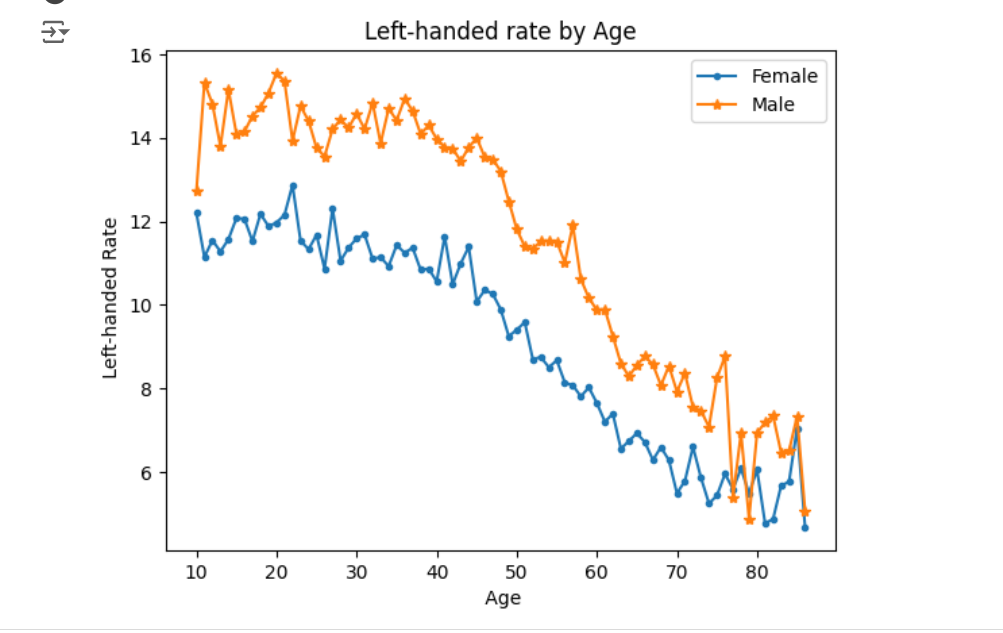 Left-handed rate by Age
16
14
12
10
8
6
Left-handed Rate
Female
Male
10 20 30 40 50 60 70 80
Age